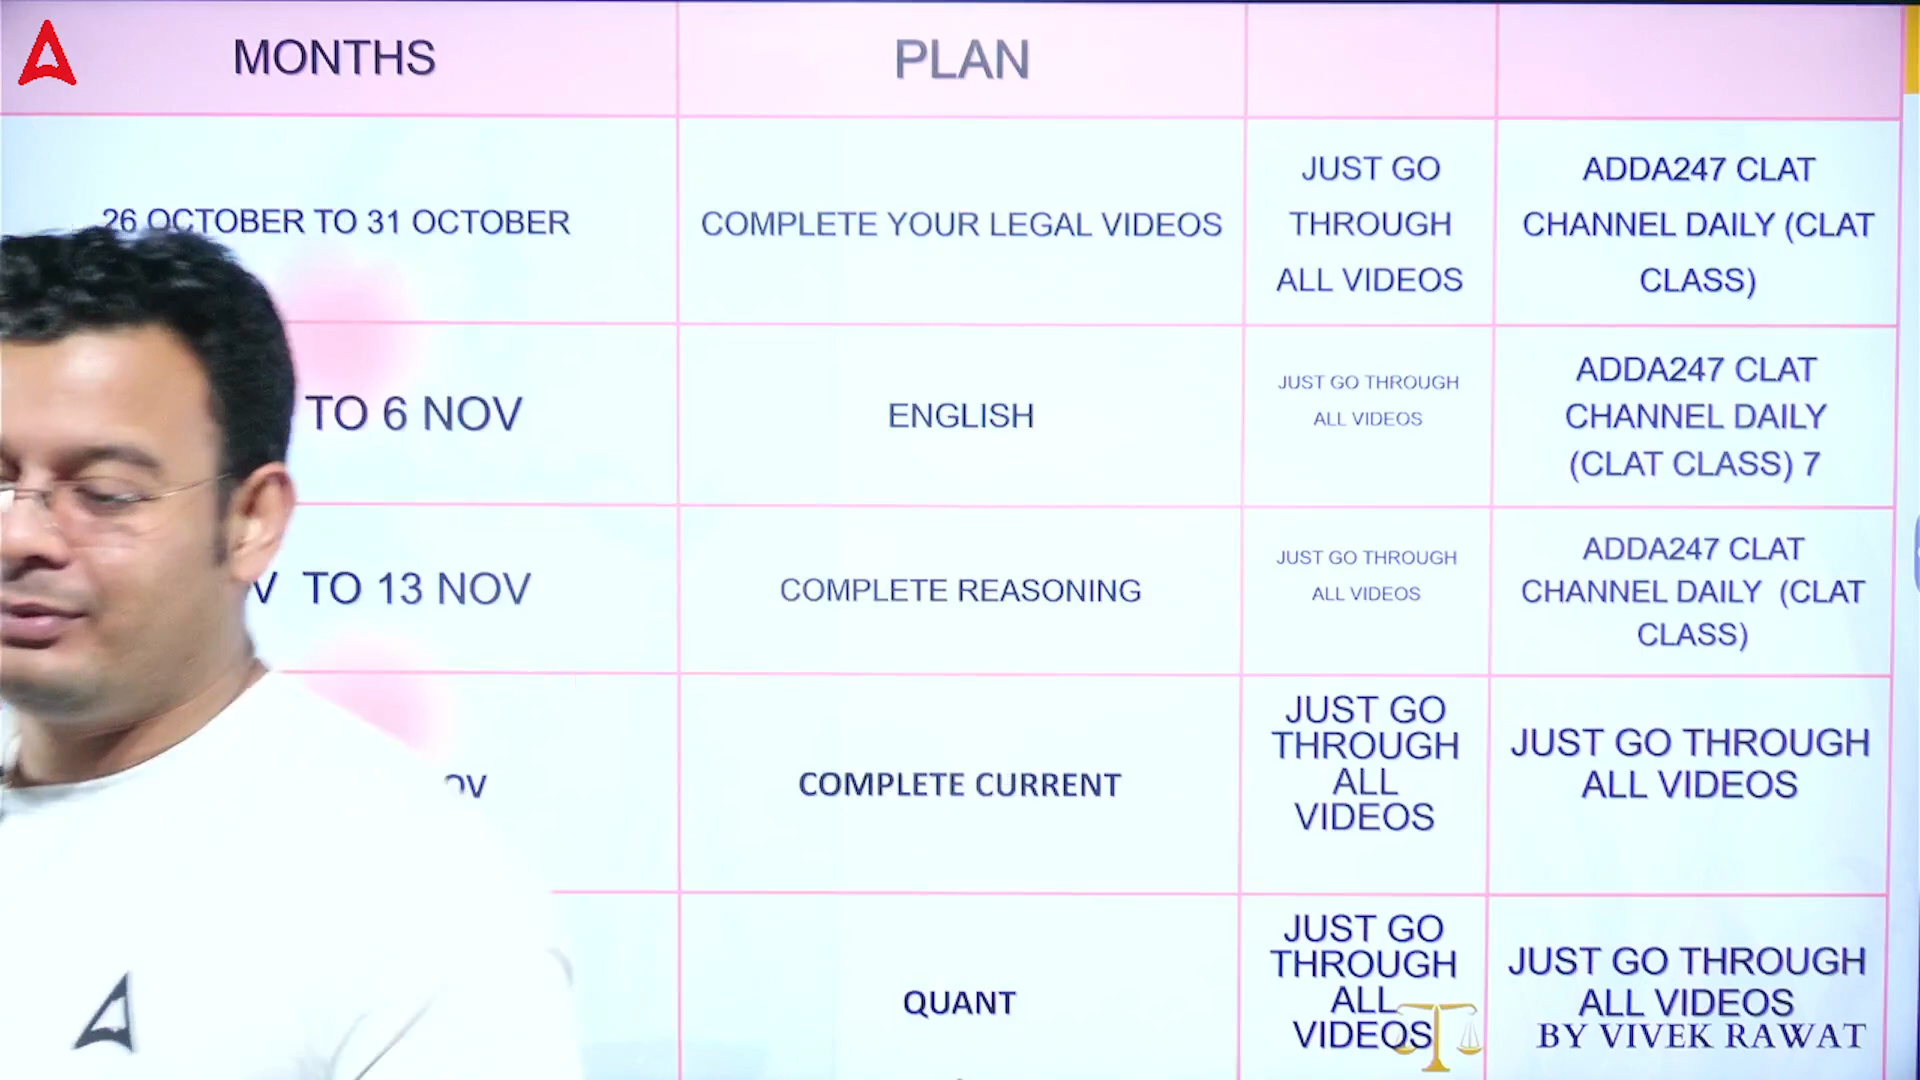 MONTHS
PLAN
26 OCTOBER TO 31 OCTOBER
COMPLETE YOUR LEGAL VIDEOS
JUST GO
THROUGH
ALL VIDEOS
ADDA247 CLAT
CHANNEL DAILY (CLAT
CLASS)
TO 6 NOV
ENGLISH
JUST GO THROUGH
ALL VIDEOS
ADDA247 CLAT
CHANNEL DAILY
(CLAT CLASS) 7
TO 13 NOV
COMPLETE REASONING
JUST GO THROUGH
ALL VIDEOS
ADDA247 CLAT
CHANNEL DAILY (CLAT
CLASS)
COMPLETE CURRENT
JUST GO
THROUGH
ALL
VIDEOS
JUST GO THROUGH
ALL VIDEOS
QUANT
JUST GO
THROUGH
ALL
VIDEOS
JUST GO THROUGH
ALL VIDEOS
BY VIVEK RAWAT